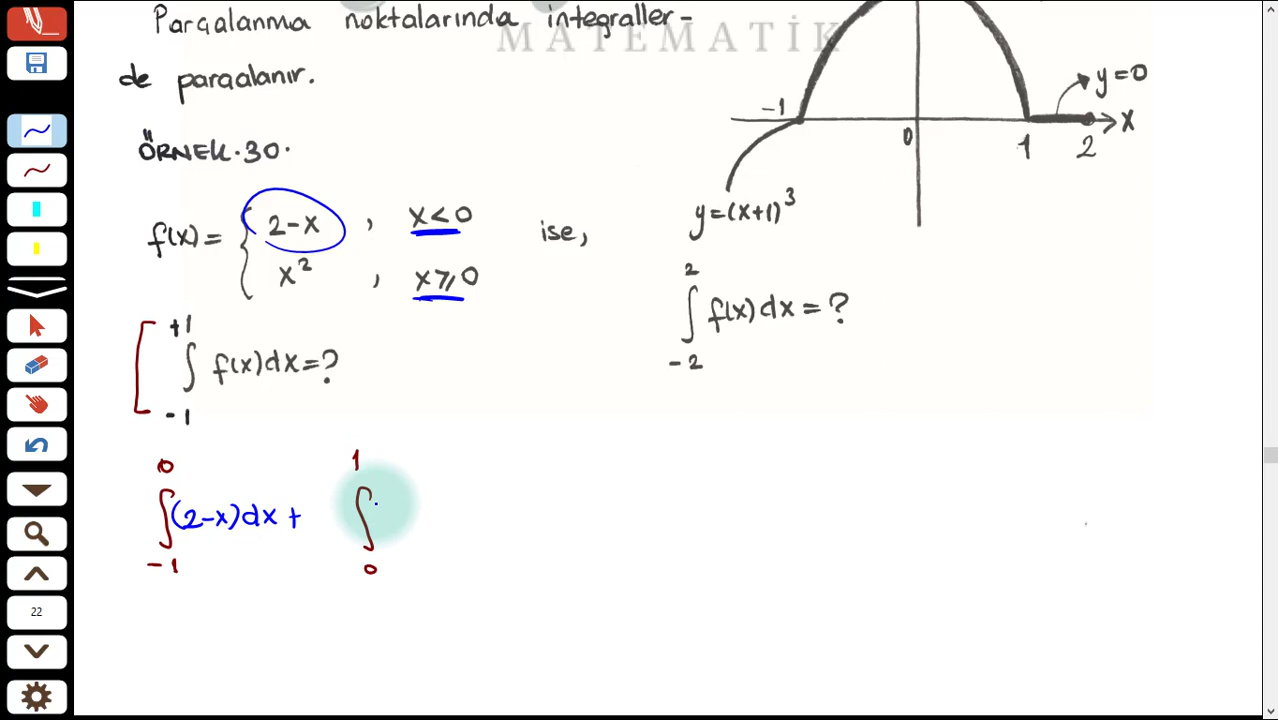 Parçalanma noktalarında integraller-
MATEMATİK
de parçalanır.
ÖRNEK.30.
f(x)= { 2-x , x<0
x² , x⩾0
ise,
+1
∫ f(x)dx=?
-1
0
∫ (2-x)dx +
-1
1
∫
0
y=0
-1
0
1
2
x
y=(x+1)³
2
∫ f(x)dx=?
-2
22